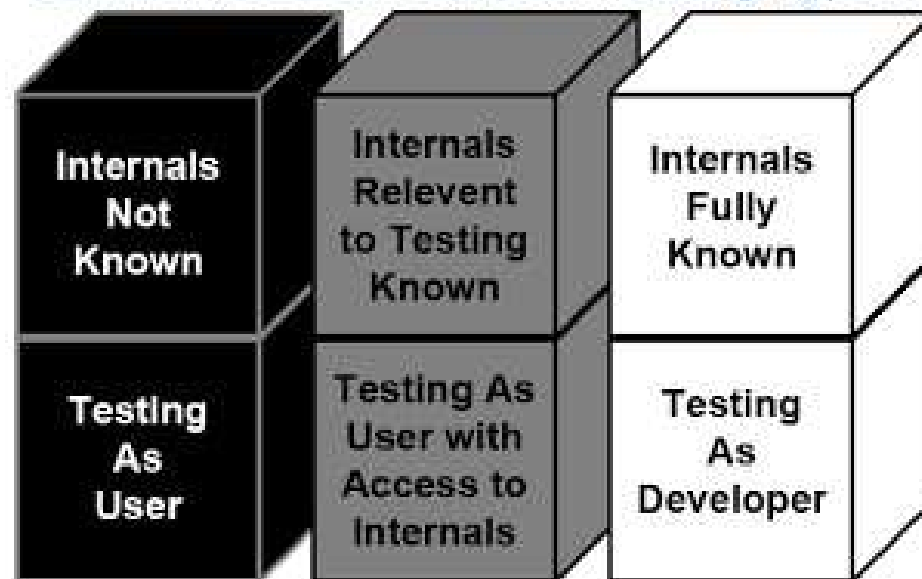 Internals
Not
Known
Internals
Relevent
to Testing
Known
Internals
Fully
Known
Testing
As
User
Testing As
User with
Access to
Internals
Testing
As
Developer